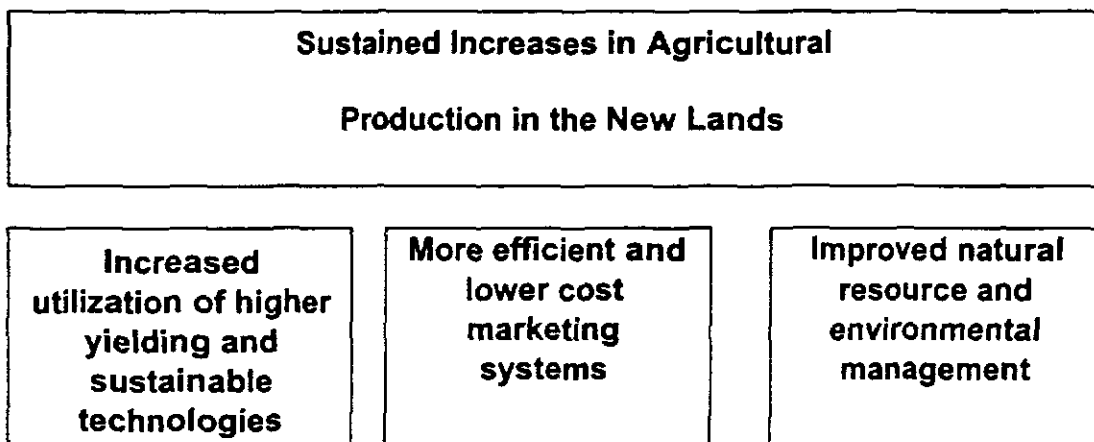 Sustained Increases in Agricultural
Production in the New Lands
Increased
utilization of higher
yielding and
sustainable
technologies
More efficient and
lower cost
marketing
systems
Improved natural
resource and
environmental
management